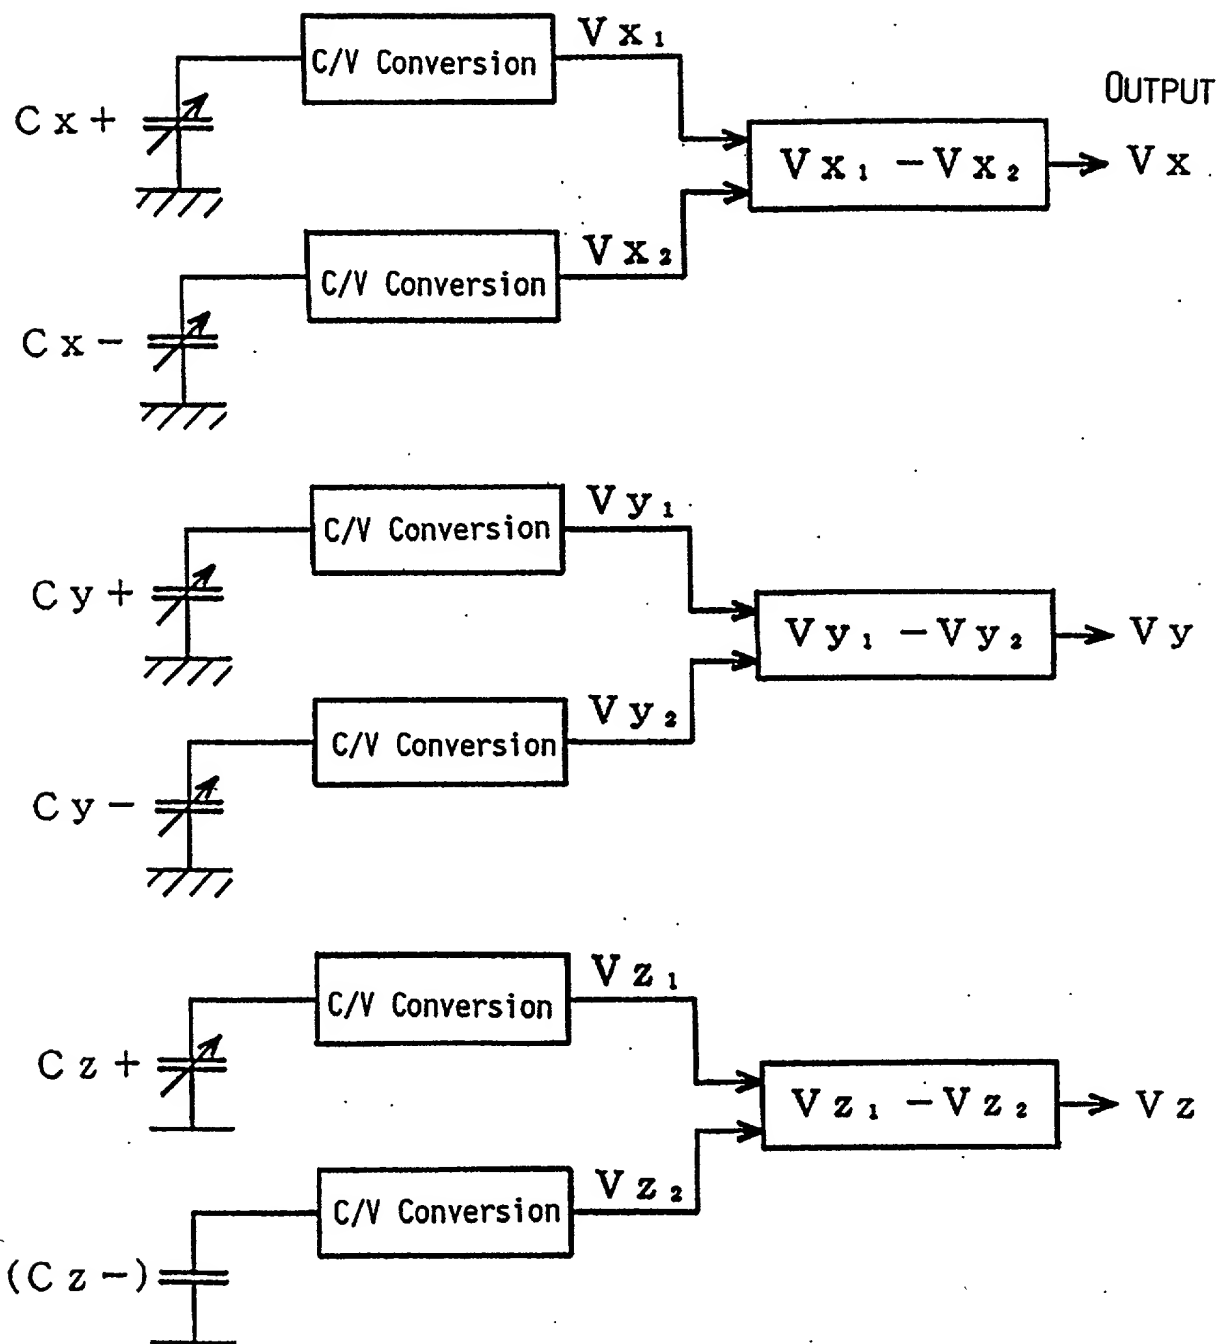 Vx₁
C/V Conversion
OUTPUT
Cx+
Vx₁ −Vx₂
Vx
Vx₂
C/V Conversion
Cx−
Vy₁
C/V Conversion
Cy+
Vy₁ −Vy₂
Vy
Vy₂
C/V Conversion
Cy−
Vz₁
C/V Conversion
Cz+
Vz₁ −Vz₂
Vz
Vz₂
C/V Conversion
(Cz−)